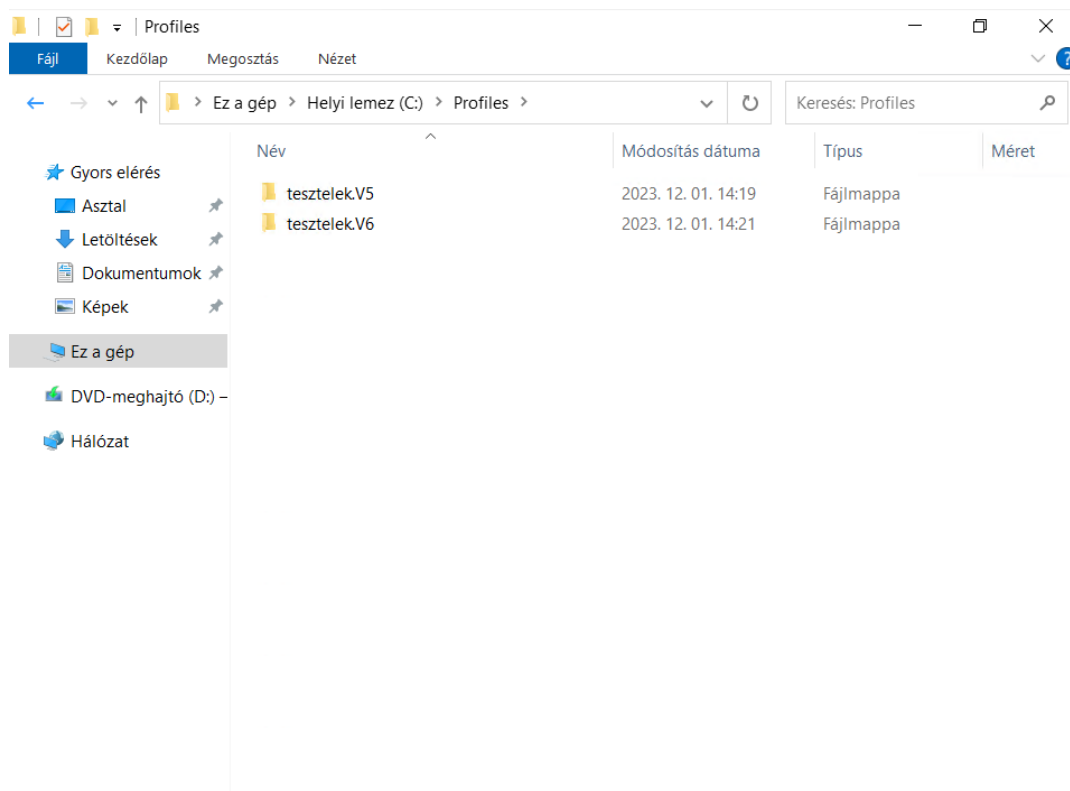 Profiles
Fájl Kezdőlap Megosztás Nézet ?
Ez a gép Helyi lemez (C:) Profiles Keresés: Profiles
Név Módosítás dátuma Típus Méret
Gyors elérés
Asztal
Letöltések
Dokumentumok
Képek
Ez a gép
DVD-meghajtó (D:) –
Hálózat
tesztelek.V5 2023. 12. 01. 14:19 Fájlmappa
tesztelek.V6 2023. 12. 01. 14:21 Fájlmappa